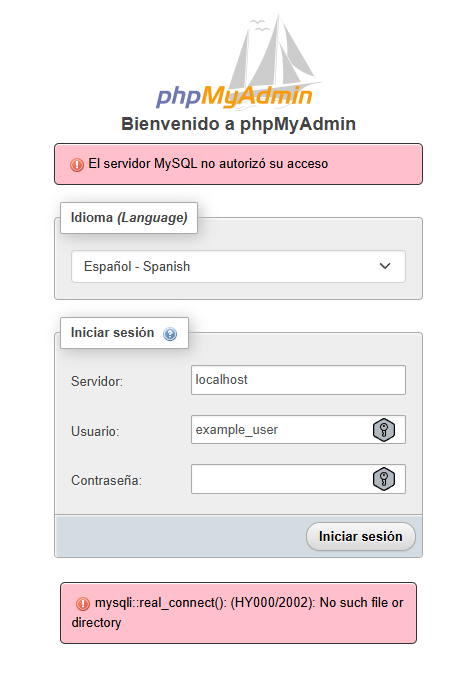 phpMyAdmin
Bienvenido a phpMyAdmin
El servidor MySQL no autorizó su acceso
Idioma (Language)
Español - Spanish
Iniciar sesión
Servidor:
localhost
Usuario:
example_user
Contraseña:
Iniciar sesión
mysqli::real_connect(): (HY000/2002): No such file or
directory